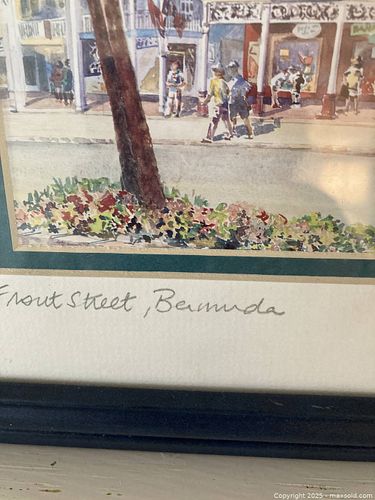 Front Street, Bermuda
Copyright 2025 - maxsold.com